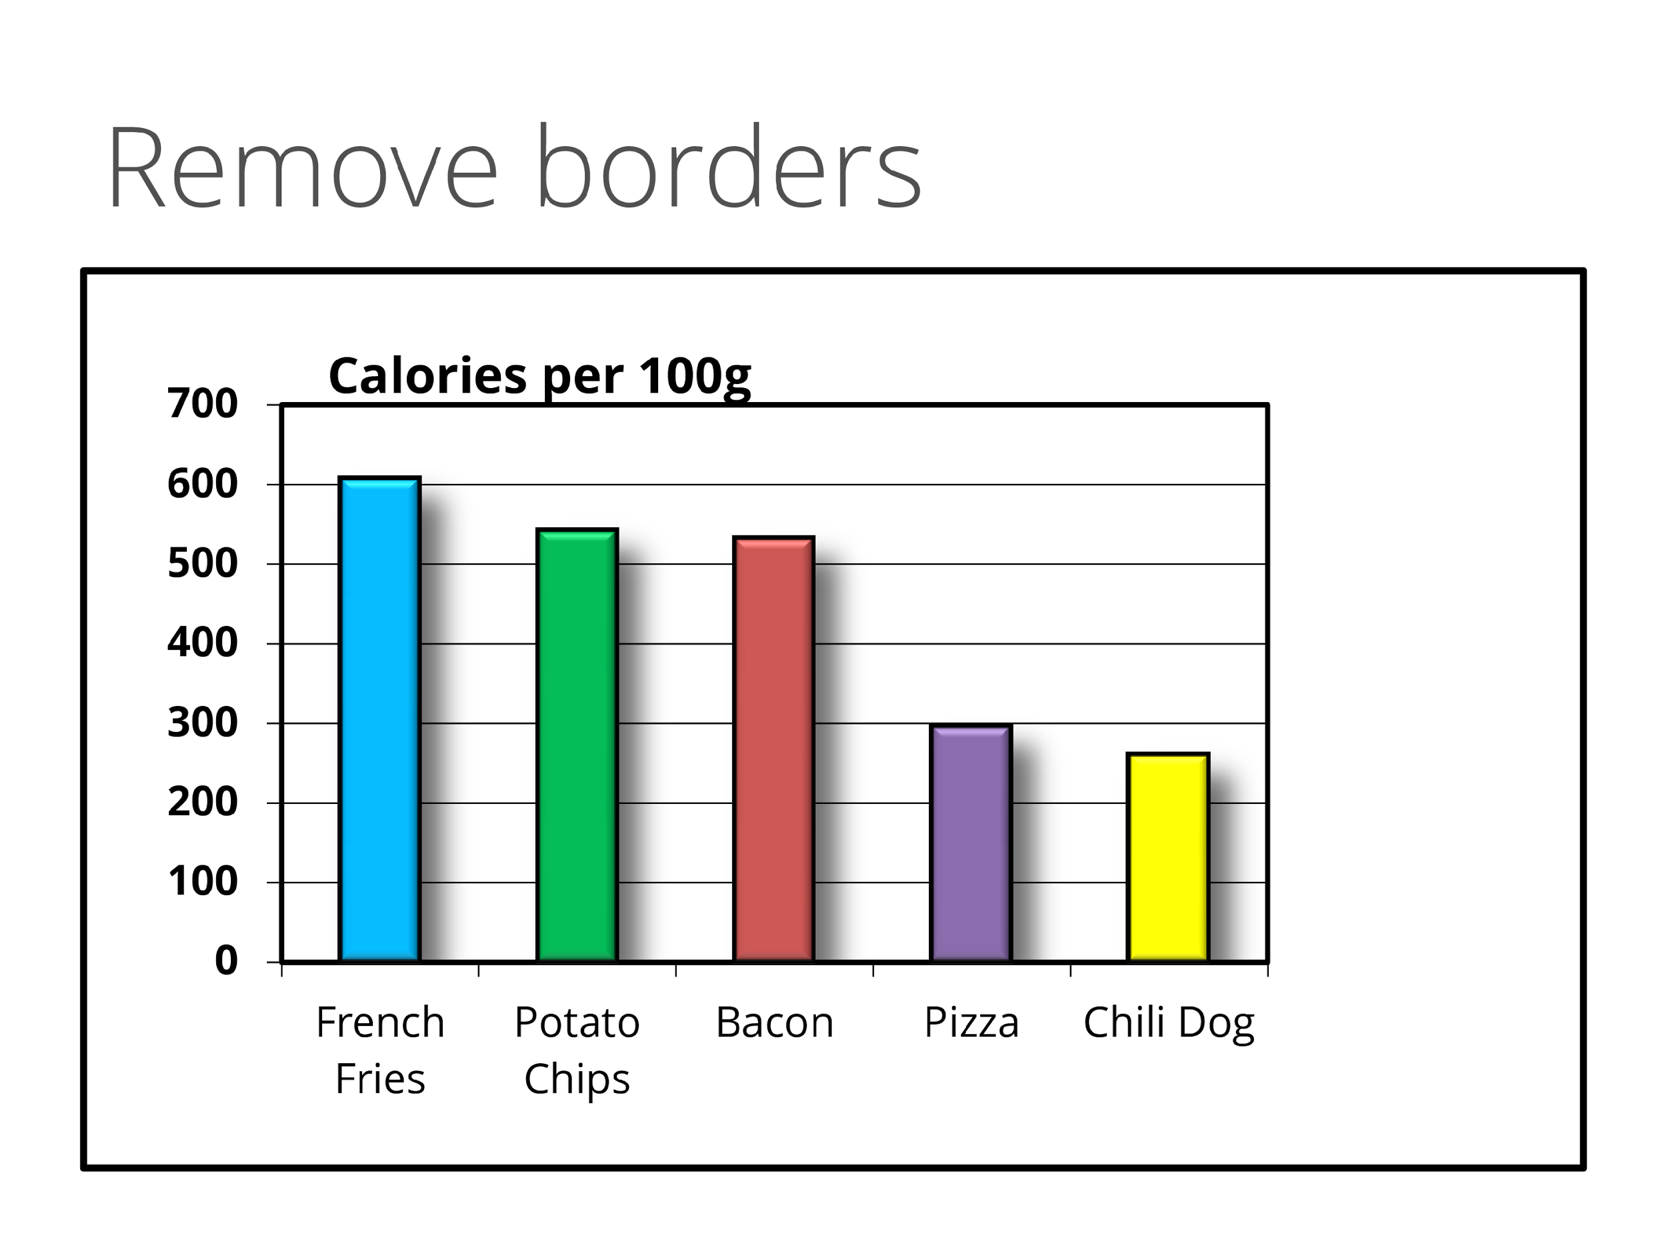 Remove borders
Calories per 100g
700
600
500
400
300
200
100
0
French
Fries
Potato
Chips
Bacon
Pizza
Chili Dog